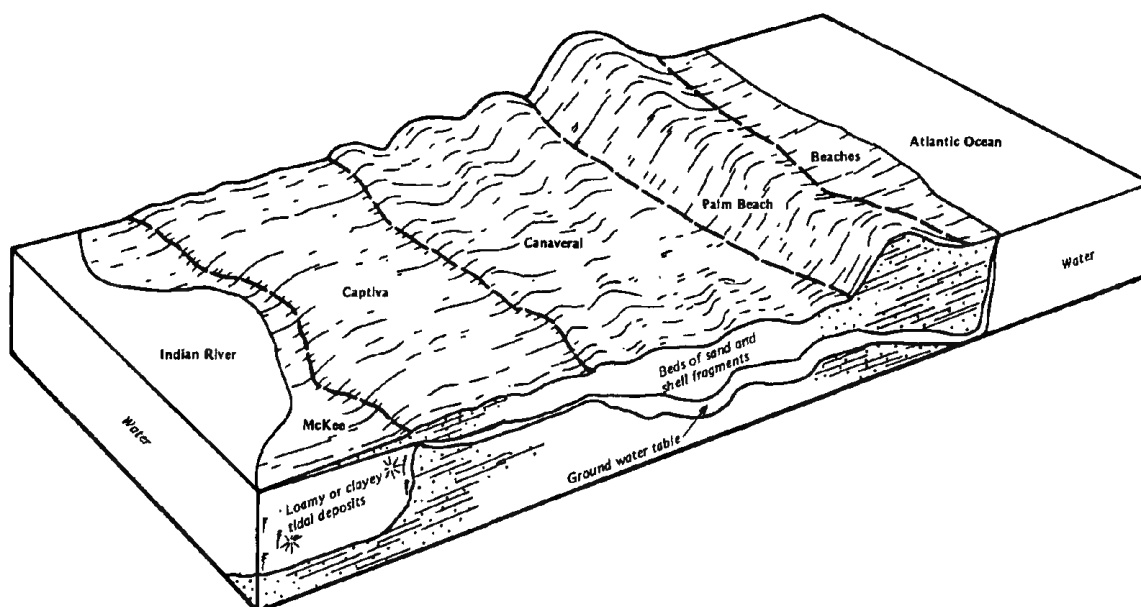 Atlantic Ocean
Beaches
Palm Beach
Water
Canaveral
Captiva
Indian River
Beds of sand and
shell fragments
McKee
Water
Ground water table
Loamy or clayey
tidal deposits